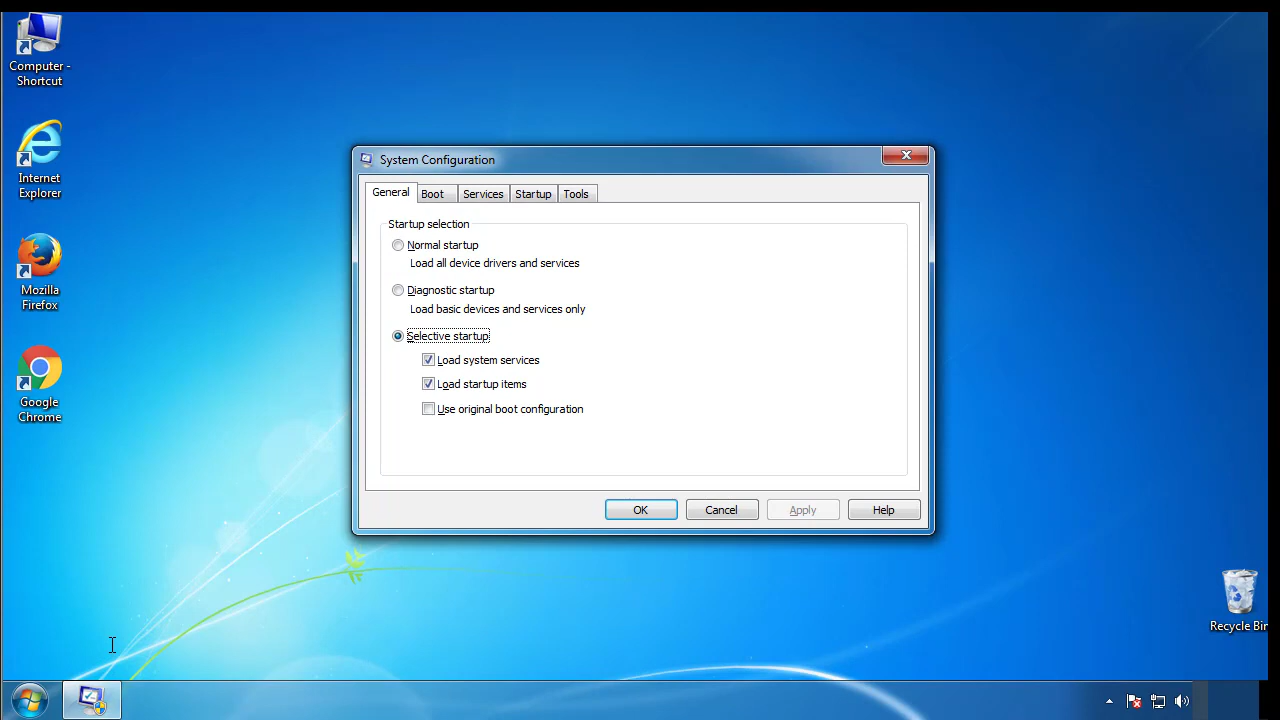 Computer -
Shortcut
Internet
Explorer
Mozilla
Firefox
Google
Chrome
System Configuration
General
Boot
Services
Startup
Tools
Startup selection
Normal startup
Load all device drivers and services
Diagnostic startup
Load basic devices and services only
Selective startup
Load system services
Load startup items
Use original boot configuration
OK
Cancel
Apply
Help
Recycle Bin